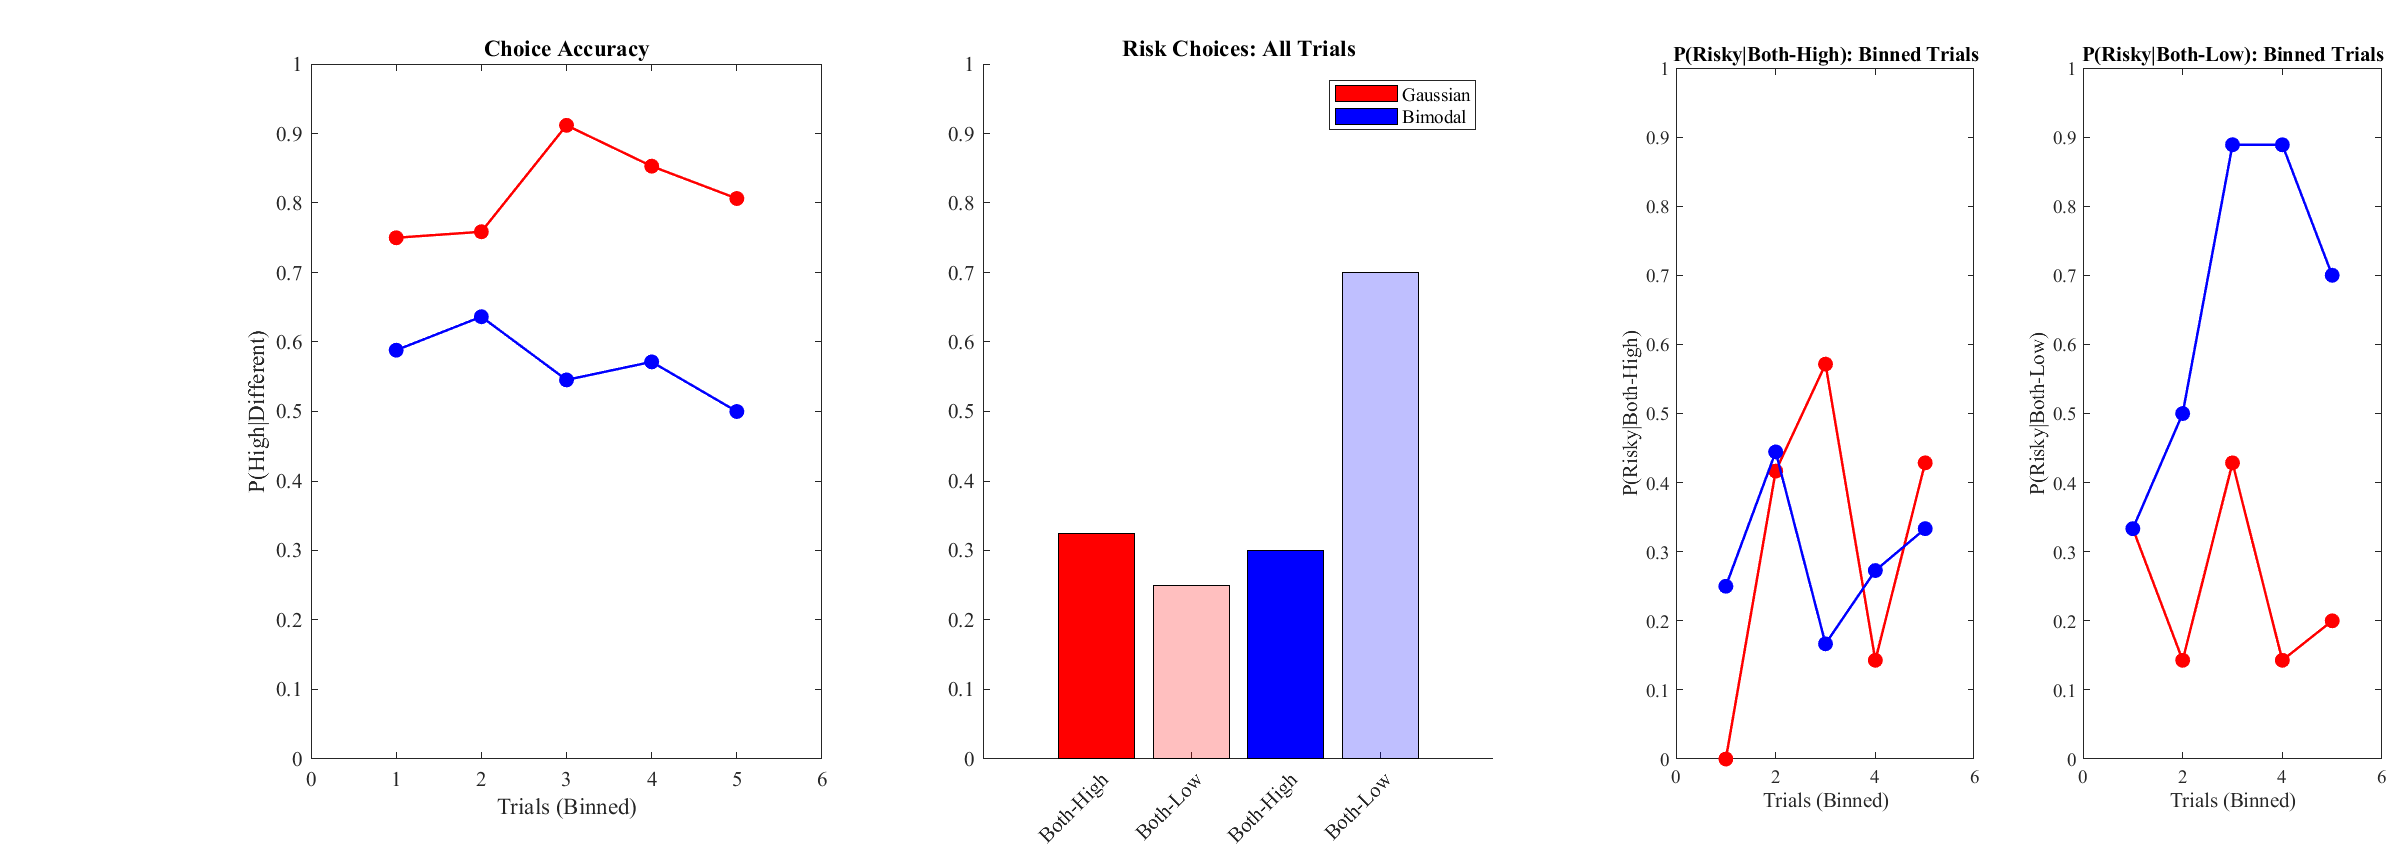 Choice Accuracy
P(High|Different)
1
0.9
0.8
0.7
0.6
0.5
0.4
0.3
0.2
0.1
0
0 1 2 3 4 5 6
Trials (Binned)
Risk Choices: All Trials
Gaussian
Bimodal
1
0.9
0.8
0.7
0.6
0.5
0.4
0.3
0.2
0.1
0
Both-High
Both-Low
Both-High
Both-Low
P(Risky|Both-High): Binned Trials
P(Risky|Both-High)
1
0.9
0.8
0.7
0.6
0.5
0.4
0.3
0.2
0.1
0
0 2 4 6
Trials (Binned)
P(Risky|Both-Low): Binned Trials
P(Risky|Both-Low)
1
0.9
0.8
0.7
0.6
0.5
0.4
0.3
0.2
0.1
0
0 2 4 6
Trials (Binned)